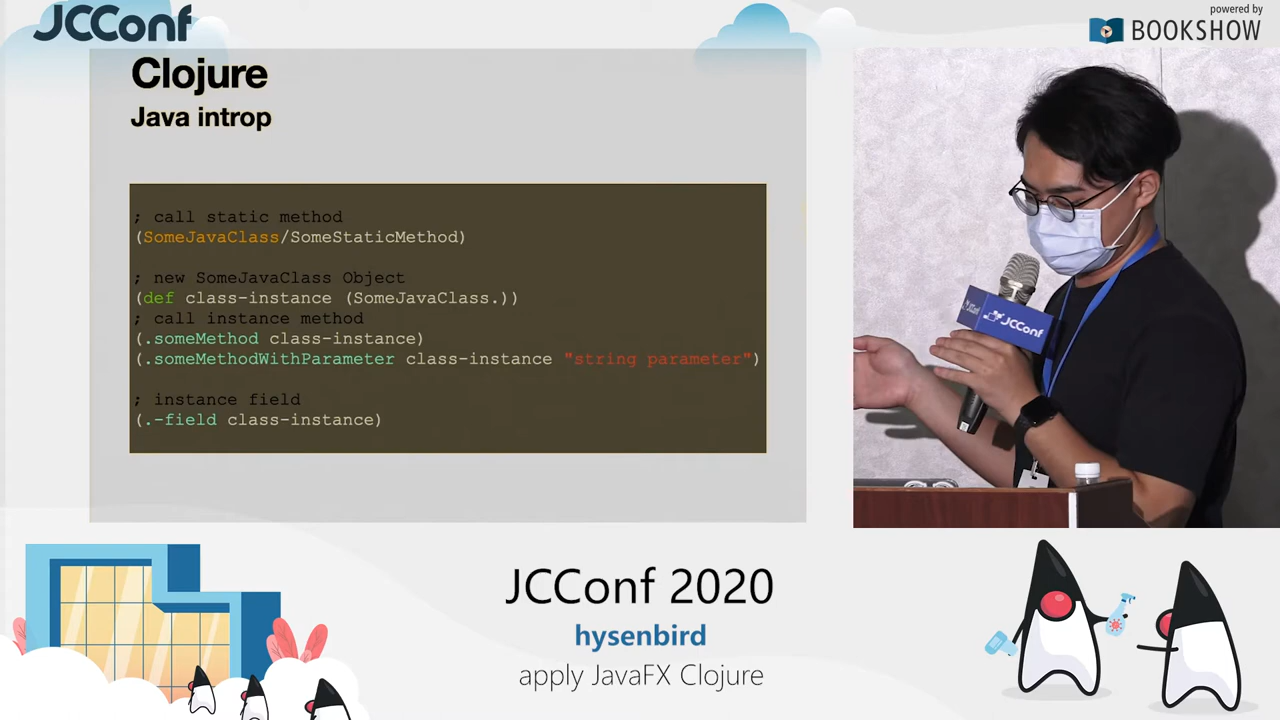 JCConf
powered by
BOOKSHOW
Clojure
Java introp
; call static method
(SomeJavaClass/SomeStaticMethod)
; new SomeJavaClass Object
(def class-instance (SomeJavaClass.))
; call instance method
(.someMethod class-instance)
(.someMethodWithParameter class-instance "string parameter")
; instance field
(.-field class-instance)
JCConf
JCConf 2020
hysenbird
apply JavaFX Clojure